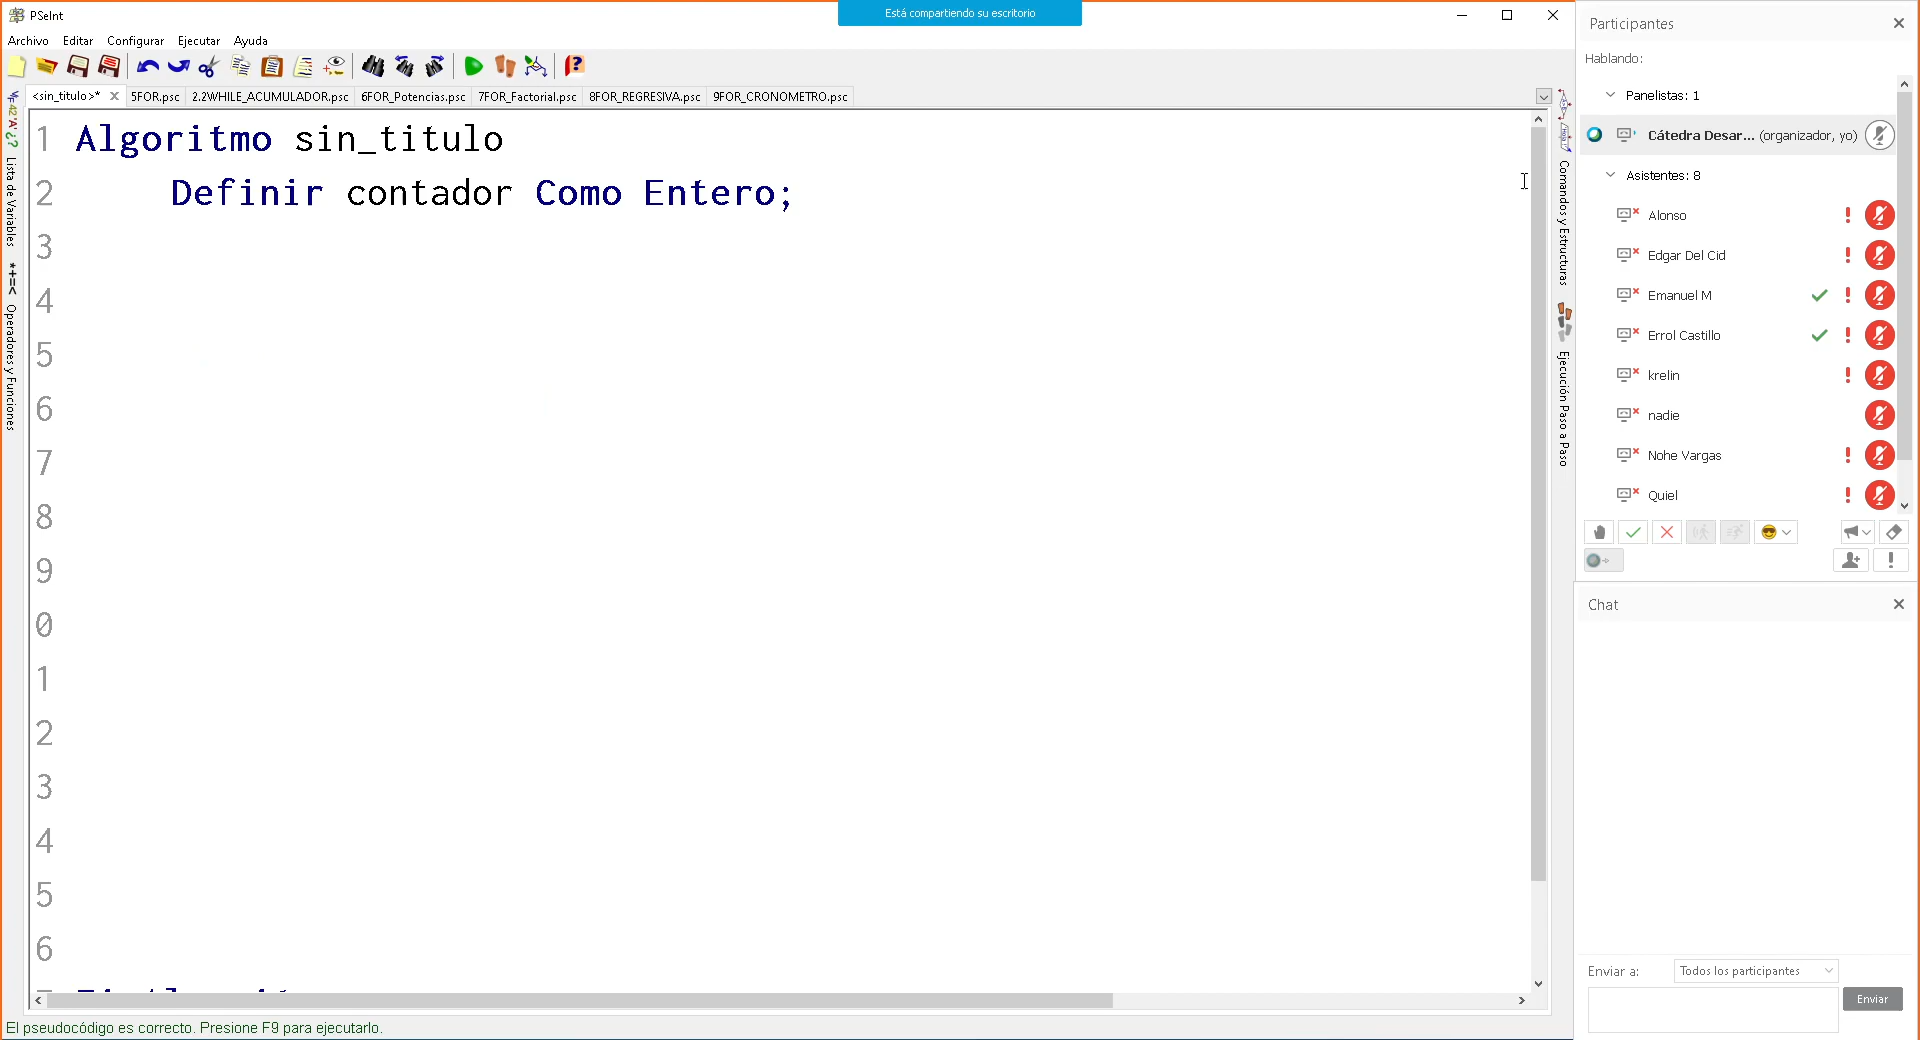 PSeInt
Está compartiendo su escritorio
Archivo Editar Configurar Ejecutar Ayuda
<sin_titulo>* 5FOR.psc 2.2WHILE_ACUMULADOR.psc 6FOR_Potencias.psc 7FOR_Factorial.psc 8FOR_REGRESIVA.psc 9FOR_CRONOMETRO.psc
Lista de Variables
*+=<
Operadores y Funciones
1 Algoritmo sin_titulo
2 Definir contador Como Entero;
3
4
5
6
7
8
9
0
1
2
3
4
5
6
Comandos y Estructuras
Ejecución Paso a Paso
El pseudocódigo es correcto. Presione F9 para ejecutarlo.
Participantes
Hablando:
Panelistas: 1
Cátedra Desar... (organizador, yo)
Asistentes: 8
Alonso
Edgar Del Cid
Emanuel M
Errol Castillo
krelin
nadie
Nohe Vargas
Quiel
Chat
Enviar a: Todos los participantes
Enviar